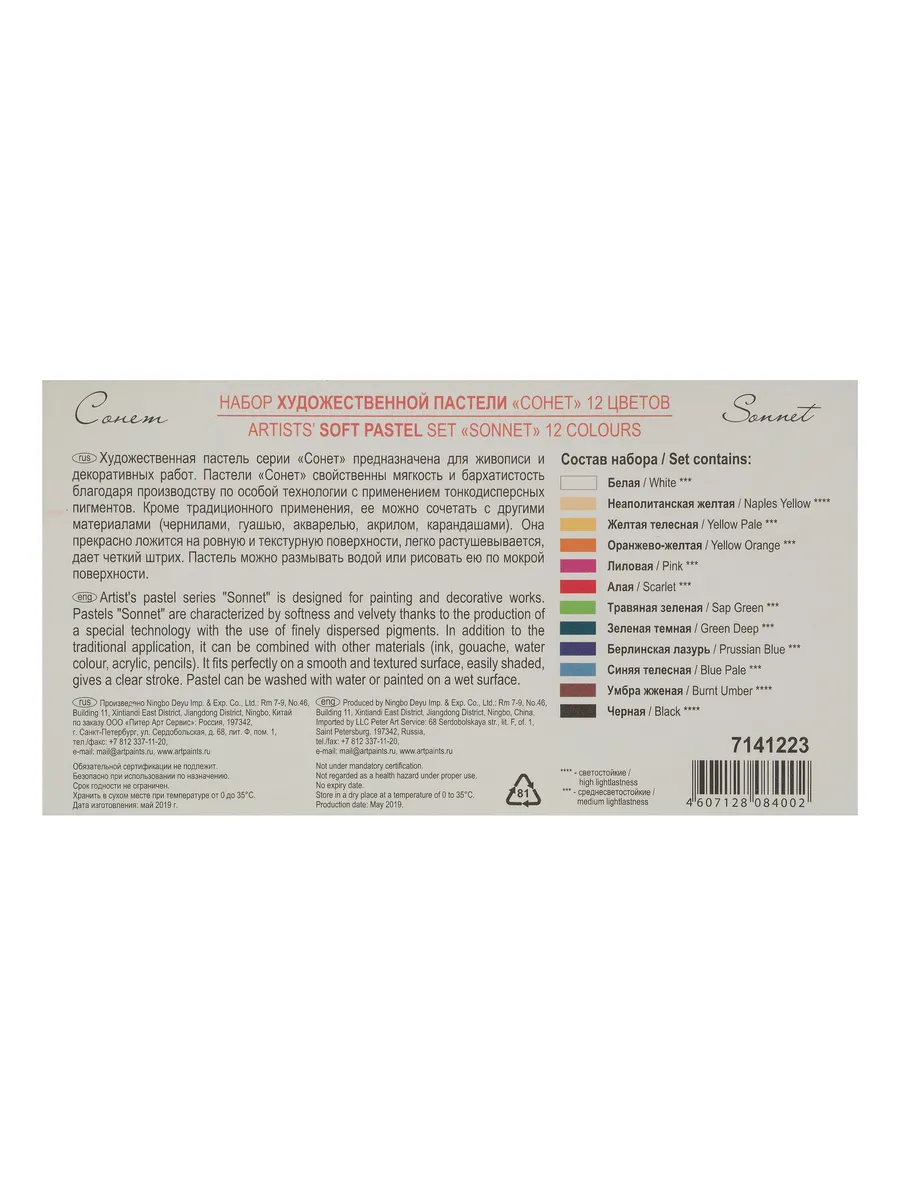 Сонет
НАБОР ХУДОЖЕСТВЕННОЙ ПАСТЕЛИ «СОНЕТ» 12 ЦВЕТОВ
ARTISTS' SOFT PASTEL SET «SONNET» 12 COLOURS
Sonnet
rus Художественная пастель серии «Сонет» предназначена для живописи и
декоративных работ. Пастели «Сонет» свойственны мягкость и бархатистость
благодаря производству по особой технологии с применением тонкодисперсных
пигментов. Кроме традиционного применения, ее можно сочетать с другими
материалами (чернилами, гуашью, акварелью, акрилом, карандашами). Она
прекрасно ложится на ровную и текстурную поверхности, легко растушевывается,
дает четкий штрих. Пастель можно размывать водой или рисовать ею по мокрой
поверхности.
eng Artist's pastel series "Sonnet" is designed for painting and decorative works.
Pastels "Sonnet" are characterized by softness and velvety thanks to the production of
a special technology with the use of finely dispersed pigments. In addition to the
traditional application, it can be combined with other materials (ink, gouache, water
colour, acrylic, pencils). It fits perfectly on a smooth and textured surface, easily shaded,
gives a clear stroke. Pastel can be washed with water or painted on a wet surface.
rus Произведено Ningbo Deyu Imp. & Exp. Co., Ltd.: Rm 7-9, No.46,
Building 11, Xintiandi East District, Jiangdong District, Ningbo, Китай
по заказу ООО «Питер Арт Сервис»: Россия, 197342,
г. Санкт-Петербург, ул. Сердобольская, д. 68, лит. Ф, пом. 1,
тел./факс: +7 812 337-11-20,
e-mail: mail@artpaints.ru, www.artpaints.ru
Обязательной сертификации не подлежит.
Безопасно при использовании по назначению.
Срок годности не ограничен.
Хранить в сухом месте при температуре от 0 до 35°С.
Дата изготовления: май 2019 г.
eng Produced by Ningbo Deyu Imp. & Exp. Co., Ltd.: Rm 7-9, No.46,
Building 11, Xintiandi East District, Jiangdong District, Ningbo, China,
Imported by LLC Peter Art Service: 68 Serdobolskaya str., lit. F, of. 1,
Saint Petersburg, 197342, Russia,
tel./fax: +7 812 337-11-20,
e-mail: mail@artpaints.ru, www.artpaints.ru
Not under mandatory certification.
Not regarded as a health hazard under proper use.
No expiry date.
Store in a dry place at a temperature of 0 to 35°C.
Production date: May 2019.
81
Состав набора / Set contains:
Белая / White ***
Неаполитанская желтая / Naples Yellow ****
Желтая телесная / Yellow Pale ***
Оранжево-желтая / Yellow Orange ***
Лиловая / Pink ***
Алая / Scarlet ***
Травяная зеленая / Sap Green ***
Зеленая темная / Green Deep ***
Берлинская лазурь / Prussian Blue ***
Синяя телесная / Blue Pale ***
Умбра жженая / Burnt Umber ****
Черная / Black ****
**** - светостойкие /
high lightlastness
*** - среднесветостойкие /
medium lightlastness
7141223
4 607128 084002